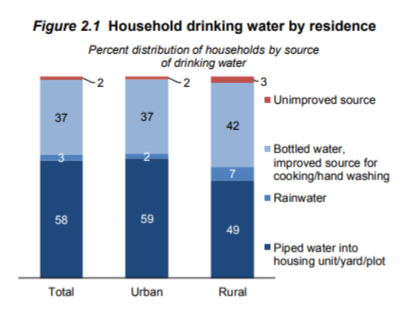 Figure 2.1 Household drinking water by residence
Percent distribution of households by source
of drinking water
2
2
3
37
37
42
3
2
7
58
59
49
Unimproved source
Bottled water,
improved source for
cooking/hand washing
Rainwater
Piped water into
housing unit/yard/plot
Total
Urban
Rural